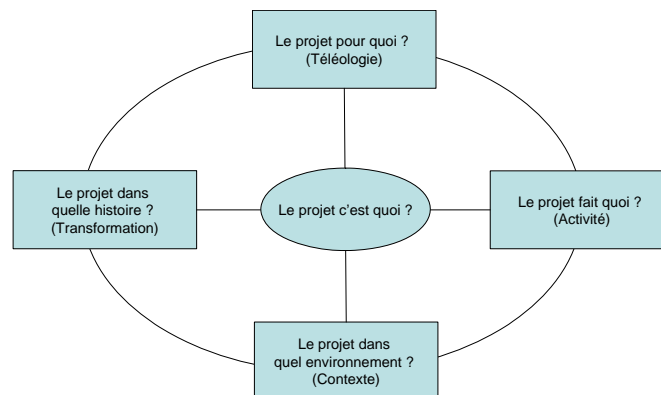 Le projet pour quoi ?
(Téléologie)
Le projet dans
quelle histoire ?
(Transformation)
Le projet c'est quoi ?
Le projet fait quoi ?
(Activité)
Le projet dans
quel environnement ?
(Contexte)